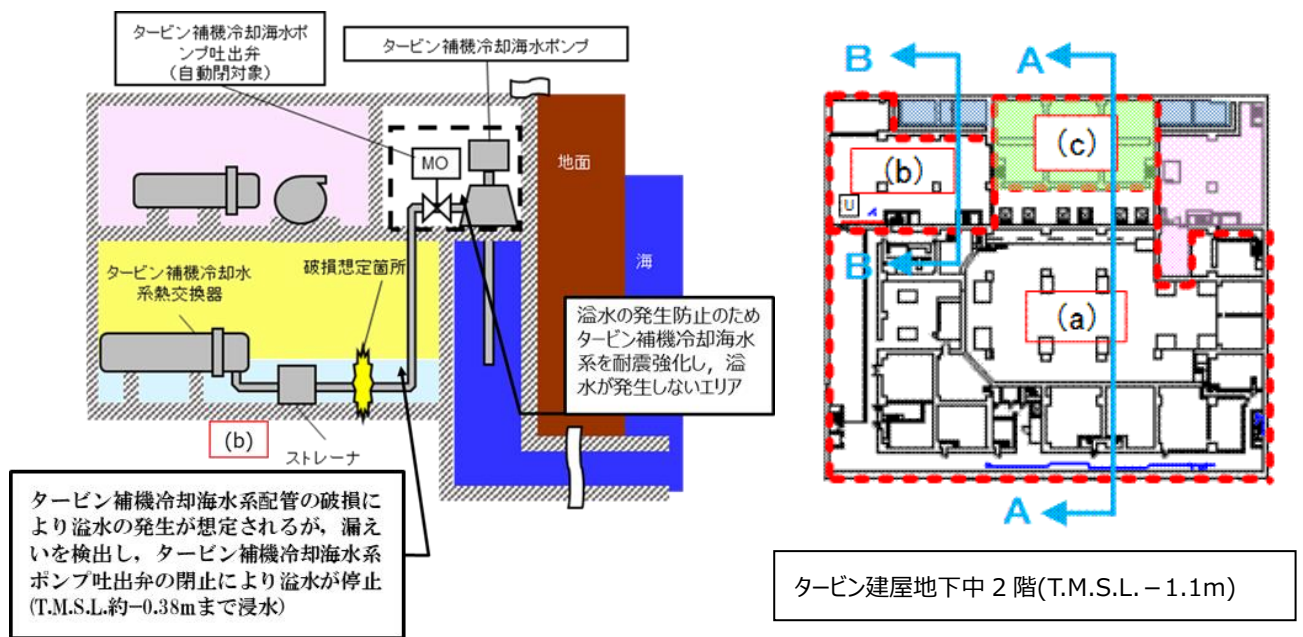 タービン補機冷却海水ポ
ンプ吐出弁
(自動閉対象)
タービン補機冷却海水ポンプ
MO
地面
海
タービン補機冷却水
系熱交換器
破損想定箇所
溢水の発生防止のため
タービン補機冷却海水
系を耐震強化し，溢
水が発生しないエリア
(b)
ストレーナ
タービン補機冷却海水系配管の破損に
より溢水の発生が想定されるが，漏え
いを検出し，タービン補機冷却海水系
ポンプ吐出弁の閉止により溢水が停止
(T.M.S.L.約−0.38mまで浸水)
B
A
(c)
(b)
U
B
(a)
A
タービン建屋地下中 2 階(T.M.S.L.－1.1m)